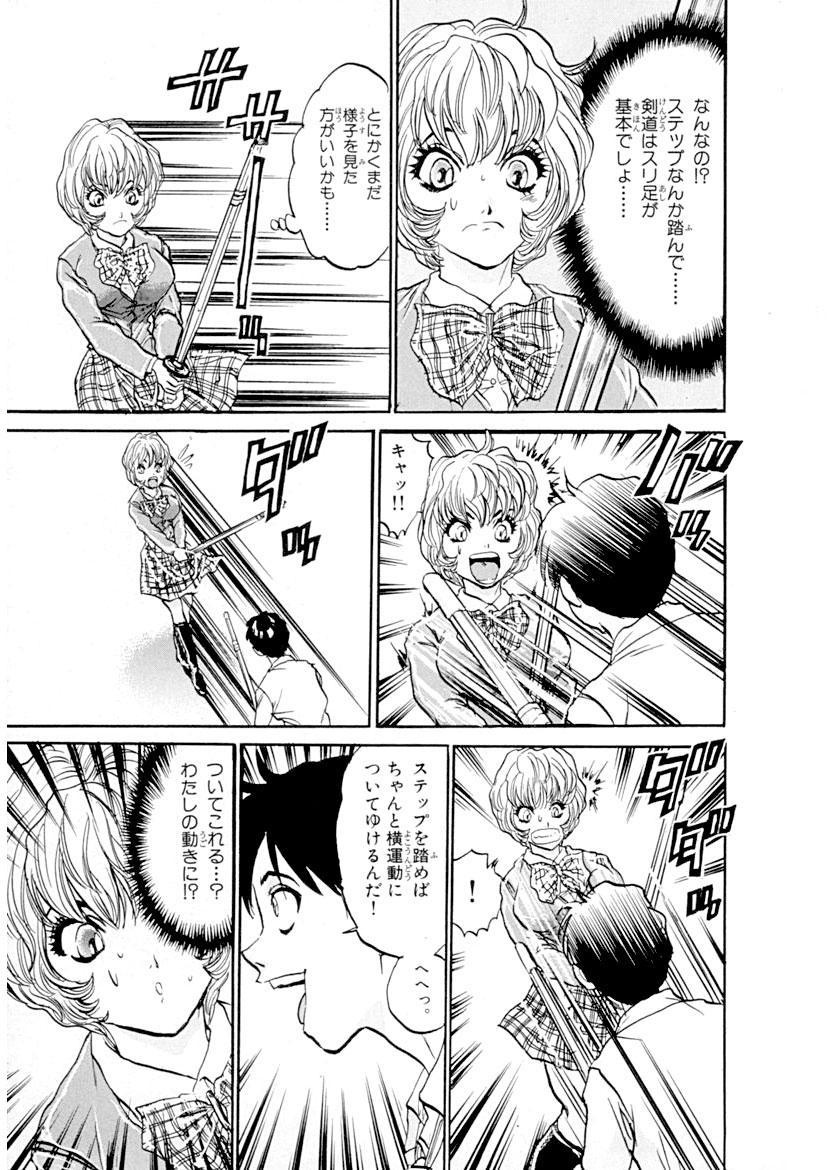 なんなの!?
ステップなんか踏んで……
剣道はスリ足が
基本でしょ……
とにかくまだ
様子を見た
方がいいかも……
ササーッ
バッ
キャッ!!
バッ
ダダッ
ダダッ
!
ステップを踏めば
ちゃんと横運動に
ついてゆけるんだ!
へへっ。
ついてこれる…?
わたしの動きに!?